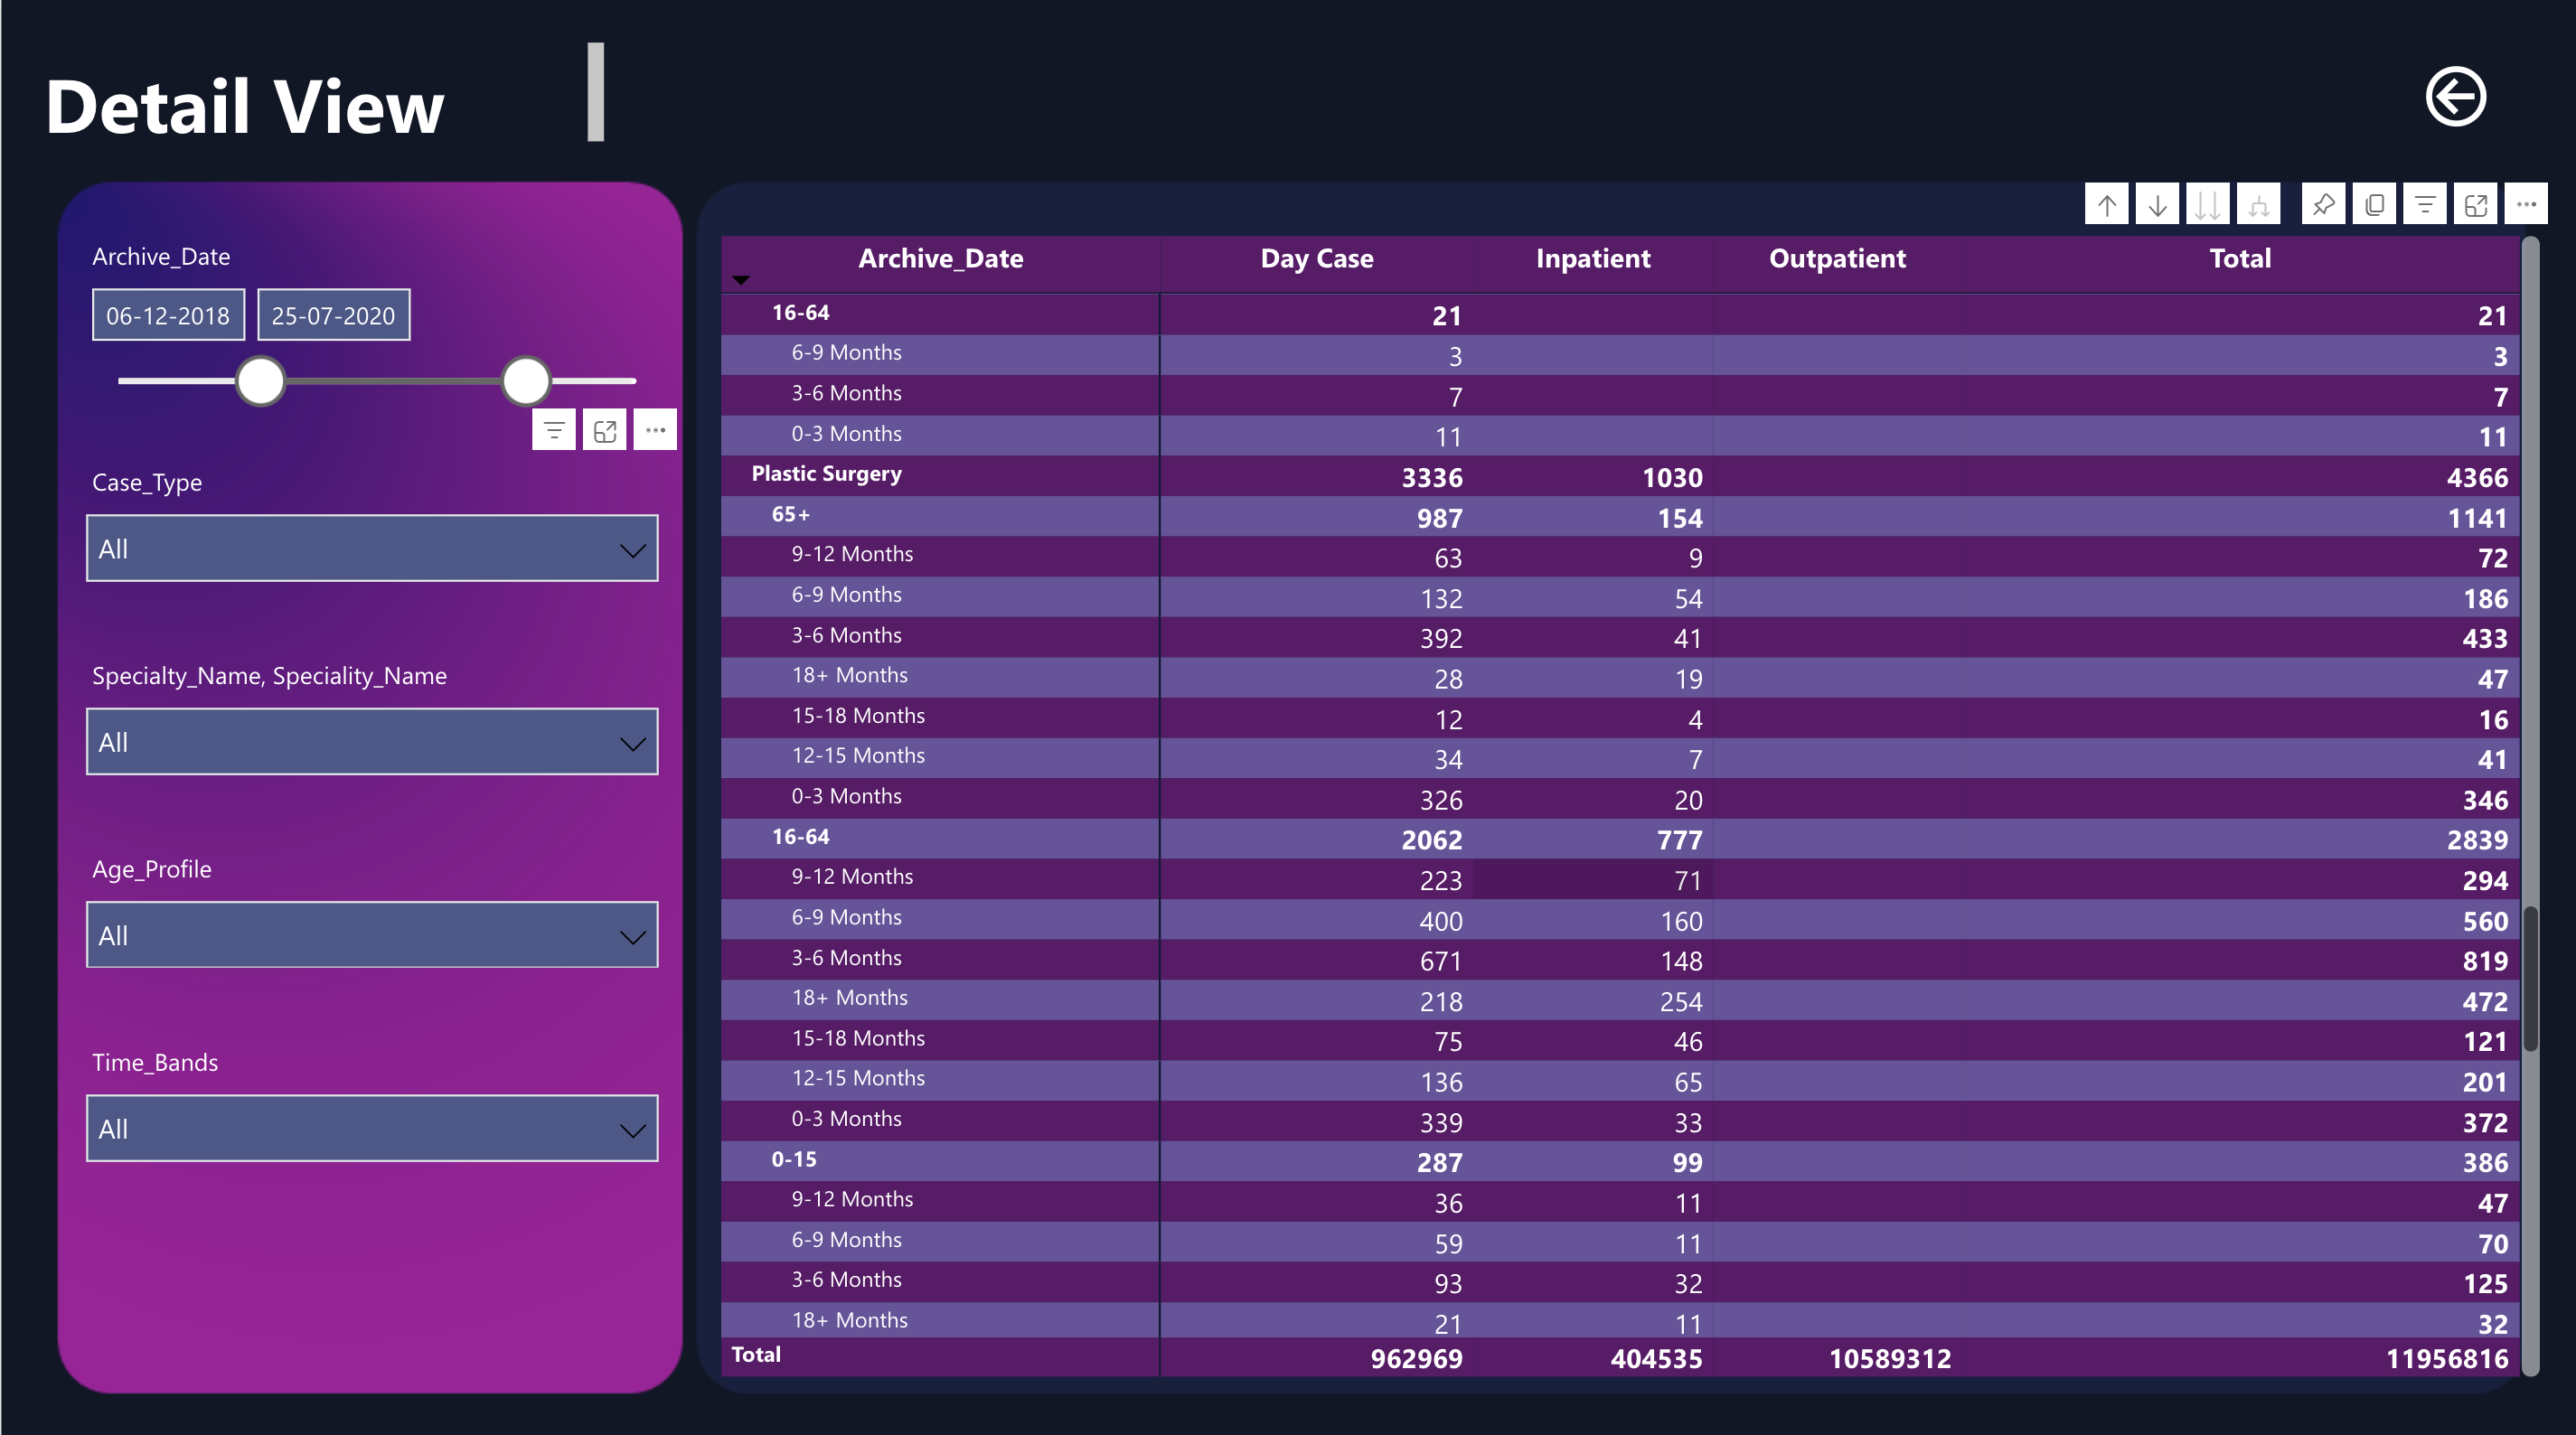 Detail View
Archive_Date
06-12-2018 25-07-2020
Case_Type
All
Specialty_Name, Speciality_Name
All
Age_Profile
All
Time_Bands
All
Archive_Date Day Case Inpatient Outpatient Total
16-64 21 21
6-9 Months 3 3
3-6 Months 7 7
0-3 Months 11 11
Plastic Surgery 3336 1030 4366
65+ 987 154 1141
9-12 Months 63 9 72
6-9 Months 132 54 186
3-6 Months 392 41 433
18+ Months 28 19 47
15-18 Months 12 4 16
12-15 Months 34 7 41
0-3 Months 326 20 346
16-64 2062 777 2839
9-12 Months 223 71 294
6-9 Months 400 160 560
3-6 Months 671 148 819
18+ Months 218 254 472
15-18 Months 75 46 121
12-15 Months 136 65 201
0-3 Months 339 33 372
0-15 287 99 386
9-12 Months 36 11 47
6-9 Months 59 11 70
3-6 Months 93 32 125
18+ Months 21 11 32
Total 962969 404535 10589312 11956816